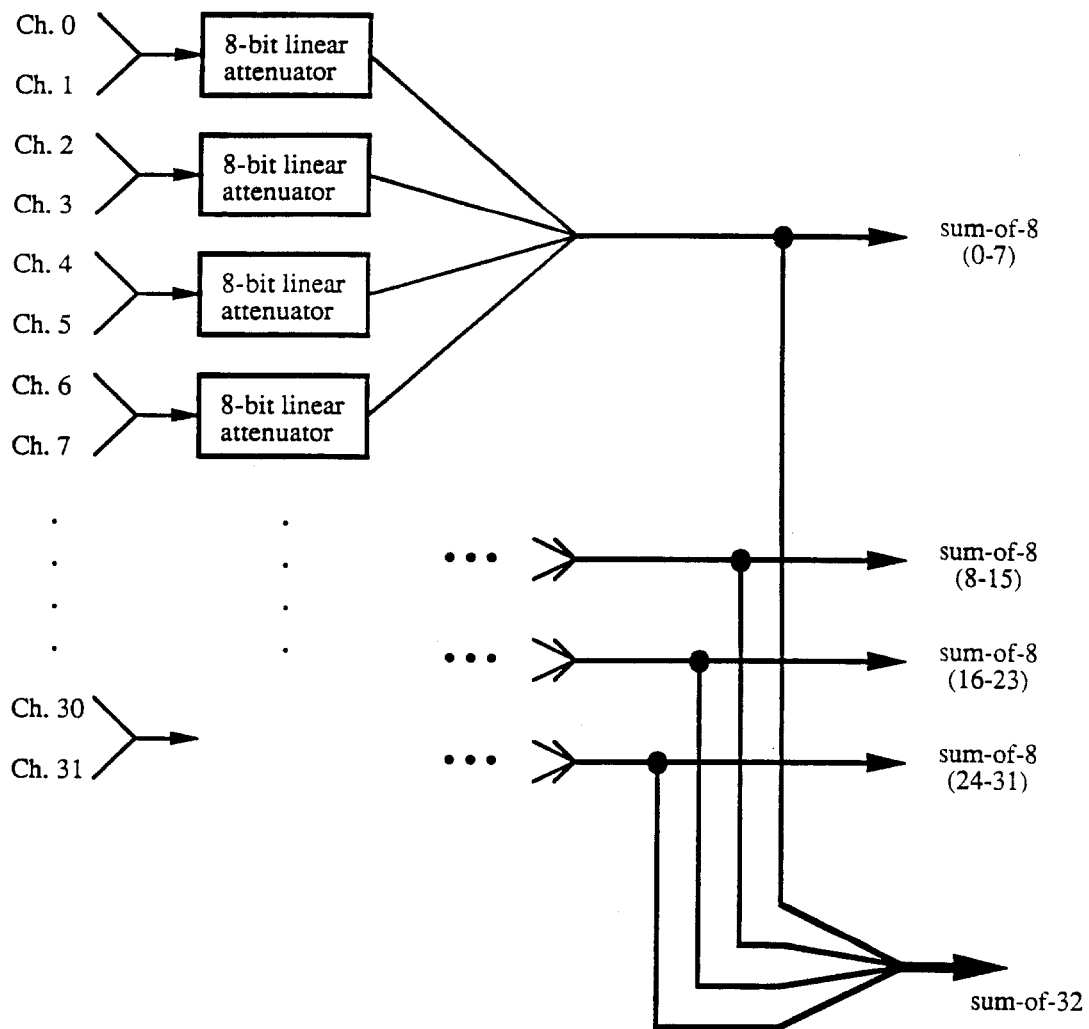 Ch. 0
Ch. 1
8-bit linear
attenuator
Ch. 2
Ch. 3
8-bit linear
attenuator
sum-of-8
(0-7)
Ch. 4
Ch. 5
8-bit linear
attenuator
Ch. 6
Ch. 7
8-bit linear
attenuator
sum-of-8
(8-15)
sum-of-8
(16-23)
Ch. 30
Ch. 31
sum-of-8
(24-31)
sum-of-32